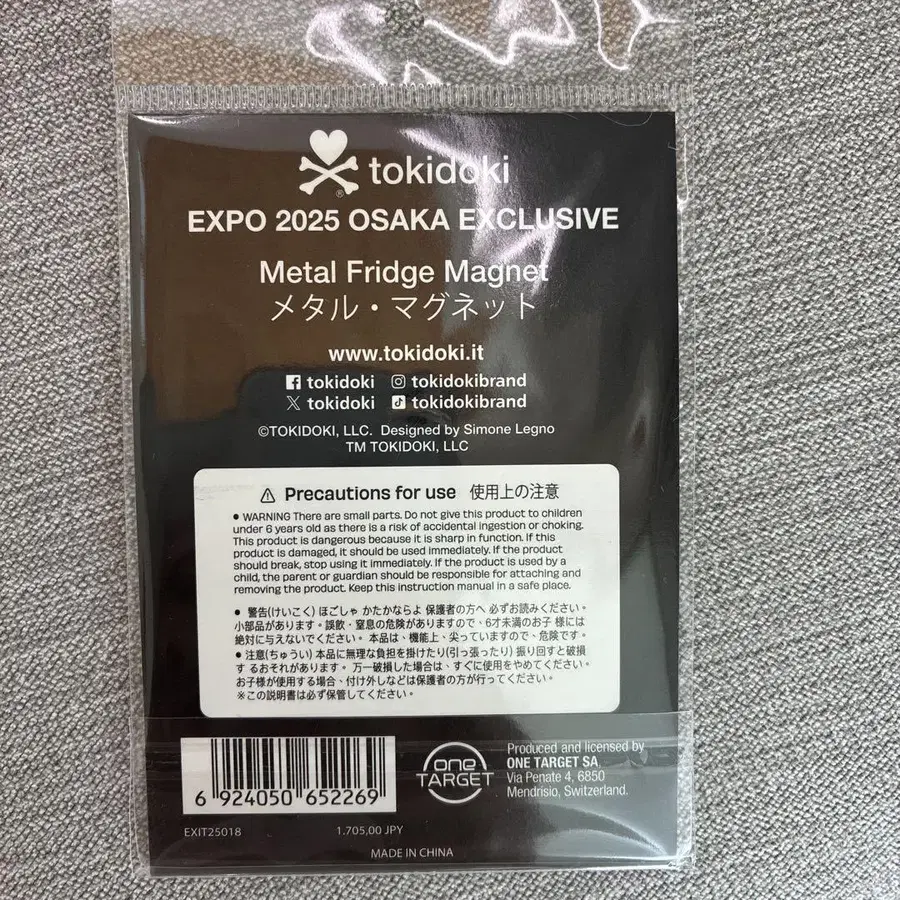 tokidoki
EXPO 2025 OSAKA EXCLUSIVE
Metal Fridge Magnet
メタル・マグネット
www.tokidoki.it
tokidoki tokidokibrand
tokidoki tokidokibrand
©TOKIDOKI, LLC. Designed by Simone Legno
TM TOKIDOKI, LLC
⚠ Precautions for use 使用上の注意
● WARNING There are small parts. Do not give this product to children
under 6 years old as there is a risk of accidental ingestion or choking.
This product is dangerous because it is sharp in function. If this
product is damaged, it should be used immediately. If the product
should break, stop using it immediately. If the product is used by a
child, the parent or guardian should be responsible for attaching and
removing the product. Keep this instruction manual in a safe place.
● 警告(けいこく) ほごしゃ かたかならよ 保護者の方へ 必ずお読みください。
小部品があります。誤飲・窒息の危険がありますので、6才未満のお子 様には
絶対に与えないでください。 本品は、機能上、尖っていますので、危険です。
● 注意(ちゅうい) 本品に無理な負担を掛けたり(引っ張ったり) 振り回すと破損
す るおそれがあります。 万一破損した場合は、すぐに使用をやめてください。
お子様が使用する場合、付け外しなどは保護者の方が行ってください。
※この説明書は必ず保管してください。
6 924050 652269
EXIT25018 1.705,00 JPY
MADE IN CHINA
one
TARGET
Produced and licensed by
ONE TARGET SA,
Via Penate 4, 6850
Mendrisio, Switzerland.